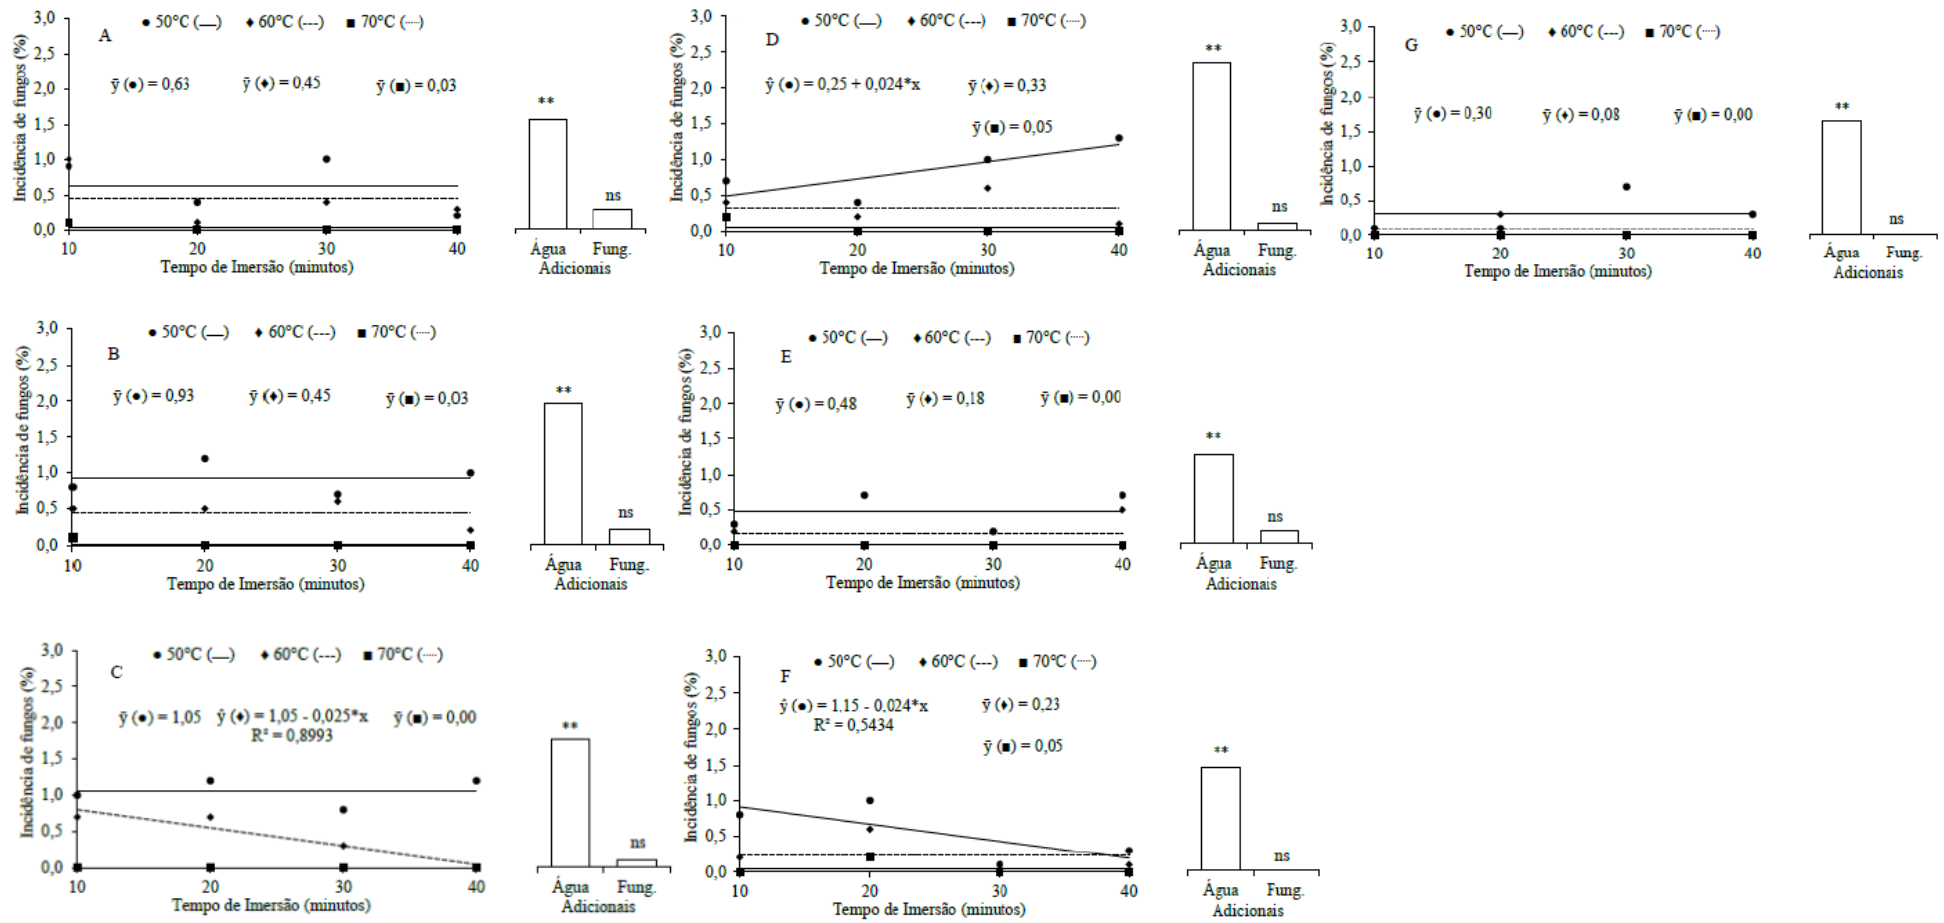 A
● 50°C (__) ♦ 60°C (---) ■ 70°C (·····)
Incidência de fungos (%)
3,0
2,5
2,0
1,5
1,0
0,5
0,0
ȳ (●) = 0,63 ȳ (♦) = 0,45 ȳ (■) = 0,03
10 20 30 40
Tempo de Imersão (minutos)
**
ns
Água Fung.
Adicionais
D
● 50°C (__) ♦ 60°C (---) ■ 70°C (·····)
Incidência de fungos (%)
3,0
2,5
2,0
1,5
1,0
0,5
0,0
ŷ (●) = 0,25 + 0,024*x ȳ (♦) = 0,33
ȳ (■) = 0,05
10 20 30 40
Tempo de Imersão (minutos)
**
ns
Água Fung.
Adicionais
G
● 50°C (__) ♦ 60°C (---) ■ 70°C (·····)
Incidência de fungos (%)
3,0
2,5
2,0
1,5
1,0
0,5
0,0
ȳ (●) = 0,30 ȳ (♦) = 0,08 ȳ (■) = 0,00
10 20 30 40
Tempo de Imersão (minutos)
**
ns
Água Fung.
Adicionais
B
● 50°C (__) ♦ 60°C (---) ■ 70°C (·····)
Incidência de fungos (%)
3,0
2,5
2,0
1,5
1,0
0,5
0,0
ȳ (●) = 0,93 ȳ (♦) = 0,45 ȳ (■) = 0,03
10 20 30 40
Tempo de Imersão (minutos)
**
ns
Água Fung.
Adicionais
E
● 50°C (__) ♦ 60°C (---) ■ 70°C (·····)
Incidência de fungos (%)
3,0
2,5
2,0
1,5
1,0
0,5
0,0
ȳ (●) = 0,48 ȳ (♦) = 0,18 ȳ (■) = 0,00
10 20 30 40
Tempo de Imersão (minutos)
**
ns
Água Fung.
Adicionais
C
● 50°C (__) ♦ 60°C (---) ■ 70°C (·····)
Incidência de fungos (%)
3,0
2,5
2,0
1,5
1,0
0,5
0,0
ȳ (●) = 1,05 ŷ (♦) = 1,05 - 0,025*x ȳ (■) = 0,00
R² = 0,8993
10 20 30 40
Tempo de Imersão (minutos)
**
ns
Água Fung.
Adicionais
F
● 50°C (__) ♦ 60°C (---) ■ 70°C (·····)
Incidência de fungos (%)
3,0
2,5
2,0
1,5
1,0
0,5
0,0
ŷ (●) = 1,15 - 0,024*x ȳ (♦) = 0,23
R² = 0,5434
ȳ (■) = 0,05
10 20 30 40
Tempo de Imersão (minutos)
**
ns
Água Fung.
Adicionais